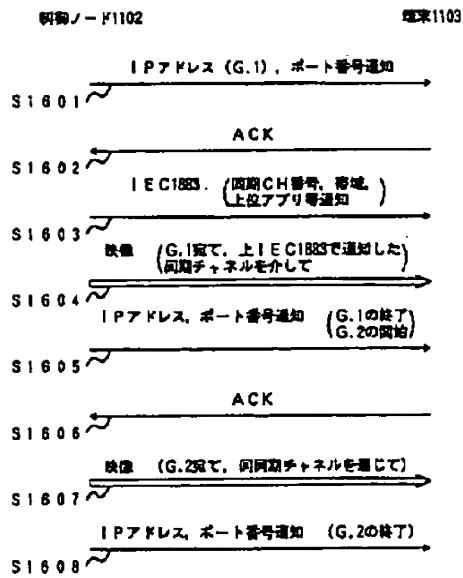 制御ノード1102
端末1103
IPアドレス(G.1),ポート番号通知
S1601
ACK
S1602
IEC1883.(同期CH番号,帯域,
上位アプリ等通知)
S1603
映像(G.1宛て,上IEC1883で通知した
同期チャネルを介して)
S1604
IPアドレス,ポート番号通知(G.1の終了
G.2の開始)
S1605
ACK
S1606
映像(G.2宛て,同同期チャネルを通じて)
S1607
IPアドレス,ポート番号通知(G.2の終了)
S1608